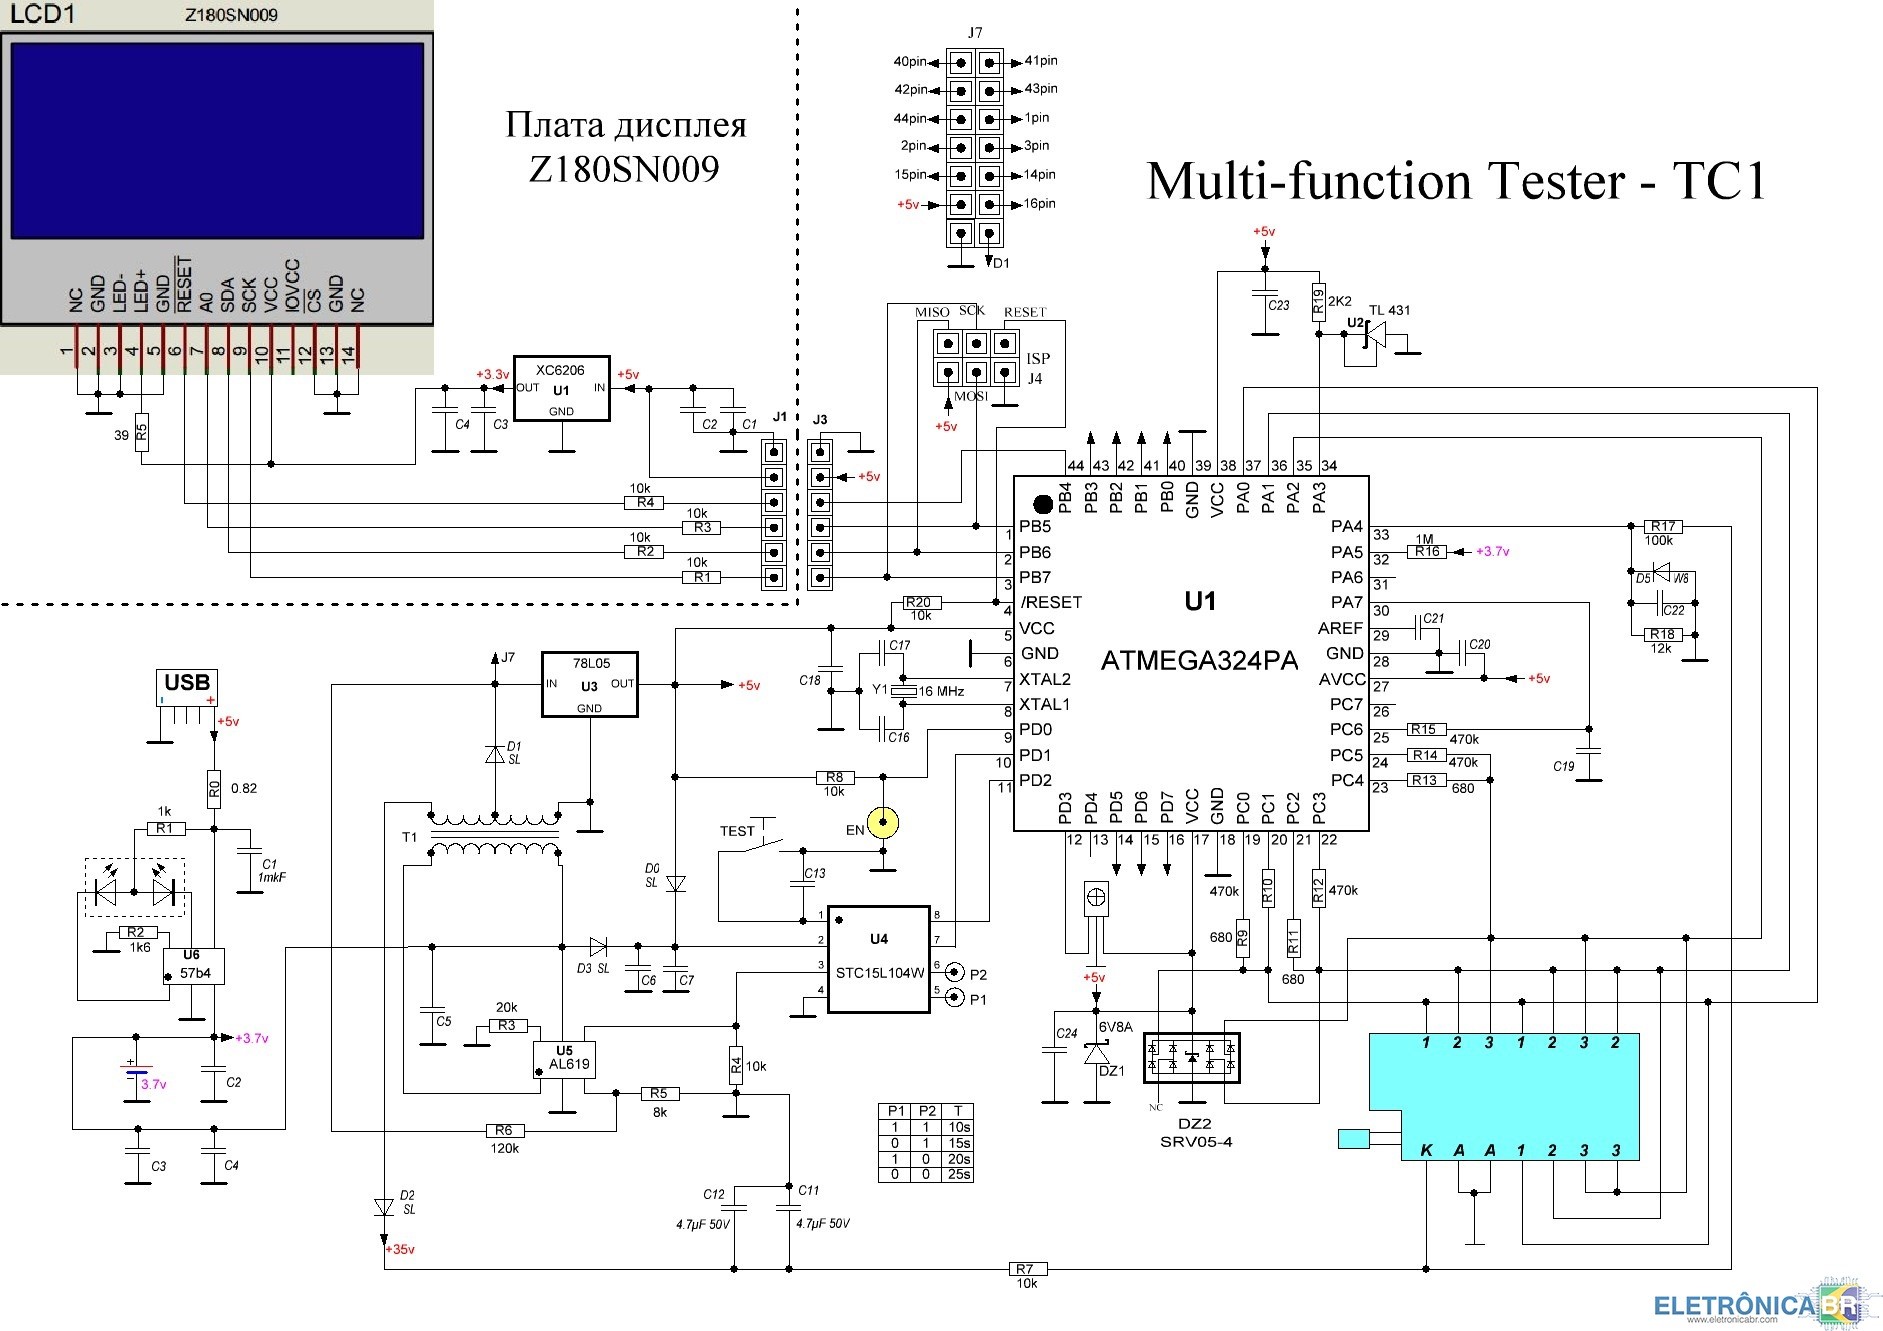 LCD1
Z180SN009
NC GND LED- LED+ GND RESET A0 SDA SCK VCC IOVCC CS GND NC
1 2 3 4 5 6 7 8 9 10 11 12 13 14
Плата дисплея
Z180SN009
39 R5
+3.3v
XC6206
OUT U1 IN
GND
+5v
C4 C3
C2 C1
J1
J3
+5v
10k
R4
10k
R3
10k
R2
10k
R1
J7
40pin 41pin
42pin 43pin
44pin 1pin
2pin 3pin
15pin 14pin
+5v 16pin
D1
Multi-function Tester - TC1
MISO SCK RESET
ISP
J4
MOSI
+5v
+5v
C23
R19 2K2
U2 TL 431
44 43 42 41 40 39 38 37 36 35 34
PB4 PB3 PB2 PB1 PB0 GND VCC PA0 PA1 PA2 PA3
U1
ATMEGA324PA
PB5 1
PB6 2
PB7 3
/RESET 4
VCC 5
GND 6
XTAL2 7
XTAL1 8
PD0 9
PD1 10
PD2 11
PA4 33
PA5 32
PA6 31
PA7 30
AREF 29
GND 28
AVCC 27
PC7 26
PC6 25
PC5 24
PC4 23
PD3 PD4 PD5 PD6 PD7 VCC GND PC0 PC1 PC2 PC3
12 13 14 15 16 17 18 19 20 21 22
R17
100k
1M
R16 +3.7v
D5 W8
C22
R18
12k
C21
C20
+5v
R15 470k
R14 470k
R13 680
C19
R20
10k
C18
C17
Y1 16 MHz
C16
R8
10k
EN
TEST
C13
USB
- +
+5v
R0 0.82
1k
R1
C1
1mkF
R2
1k6
U6
57b4
+3.7v
3.7v
C2
C3 C4
J7
78L05
IN U3 OUT
GND
+5v
D1
SL
T1
D0
SL
D3 SL
C6 C7
C5
20k
R3
U5
AL619
R4 10k
R5
8k
R6
120k
D2
SL
+35v
C12
4.7µF 50V
C11
4.7µF 50V
R7
10k
U4
STC15L104W
1 2 3 4
8 7 6 5
P2
P1
P1 P2 T
1 1 10s
0 1 15s
1 0 20s
0 0 25s
470k R10
R12 470k
680 R9
R11
680
+5v
C24
6V8A
DZ1
NC
DZ2
SRV05-4
1 2 3 1 2 3 2
K A A 1 2 3 3
ELETRÔNICA BR
www.eletronicabr.com